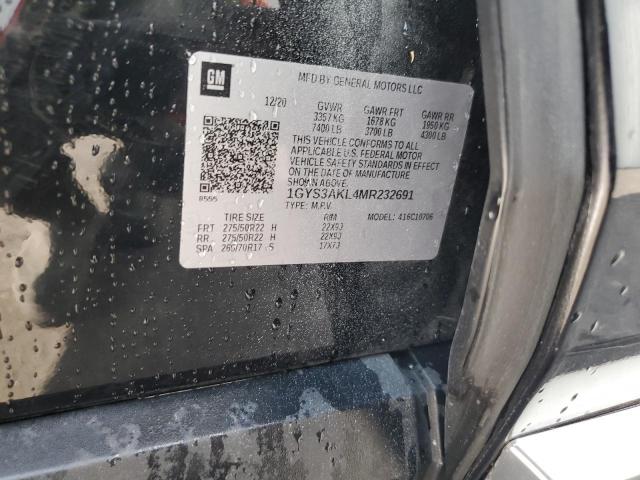 GM
MFD BY GENERAL MOTORS LLC
12/20 GVWR GAWR FRT GAWR RR
3357 KG 1678 KG 1950 KG
7400 LB 3700 LB 4300 LB
THIS VEHICLE CONFORMS TO ALL
APPLICABLE U.S. FEDERAL MOTOR
VEHICLE SAFETY STANDARDS IN EFFECT
ON THE DATE OF MANUFACTURE
SHOWN ABOVE.
1GYS3AKL4MR232691
8555 TYPE: M.P.V. MODEL: 416C10706
TIRE SIZE RIM
FRT 275/50R22 H 22X9J
RR 275/50R22 H 22X9J
SPA 265/70R17 S 17X7J